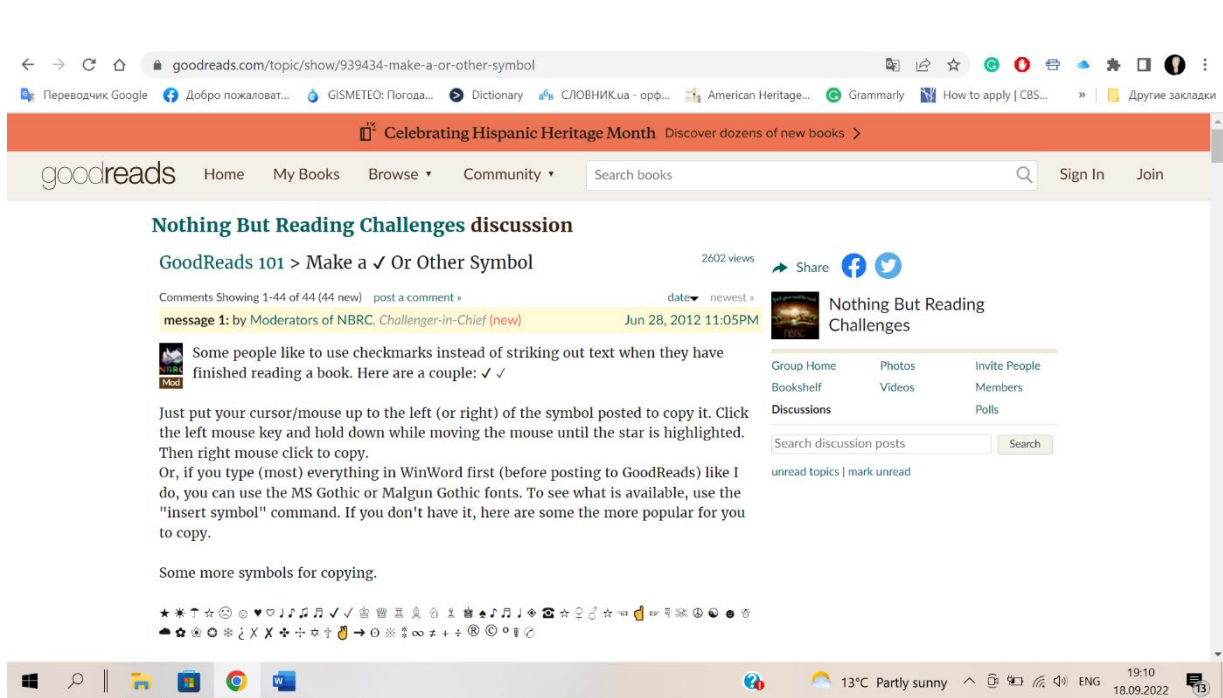 goodreads.com/topic/show/939434-make-a-or-other-symbol
Переводчик Google Добро пожаловат... GISMETEO: Погода... Dictionary СЛОВНИК.ua - орф... American Heritage... Grammarly How to apply | CBS... » Другие закладки
Celebrating Hispanic Heritage Month Discover dozens of new books >
goodreads Home My Books Browse ▾ Community ▾ Search books Sign In Join
Nothing But Reading Challenges discussion
GoodReads 101 > Make a ✓ Or Other Symbol
2602 views
Comments Showing 1-44 of 44 (44 new) post a comment »
date▾ newest »
message 1: by Moderators of NBRC, Challenger-in-Chief (new) Jun 28, 2012 11:05PM
Mod
Some people like to use checkmarks instead of striking out text when they have
finished reading a book. Here are a couple: ✓ ✓
Just put your cursor/mouse up to the left (or right) of the symbol posted to copy it. Click
the left mouse key and hold down while moving the mouse until the star is highlighted.
Then right mouse click to copy.
Or, if you type (most) everything in WinWord first (before posting to GoodReads) like I
do, you can use the MS Gothic or Malgun Gothic fonts. To see what is available, use the
"insert symbol" command. If you don't have it, here are some the more popular for you
to copy.
Some more symbols for copying.
Share
Nothing But Reading
Challenges
Group Home Photos Invite People
Bookshelf Videos Members
Discussions Polls
Search discussion posts Search
unread topics | mark unread
13°C Partly sunny ENG 19:10
18.09.2022
13